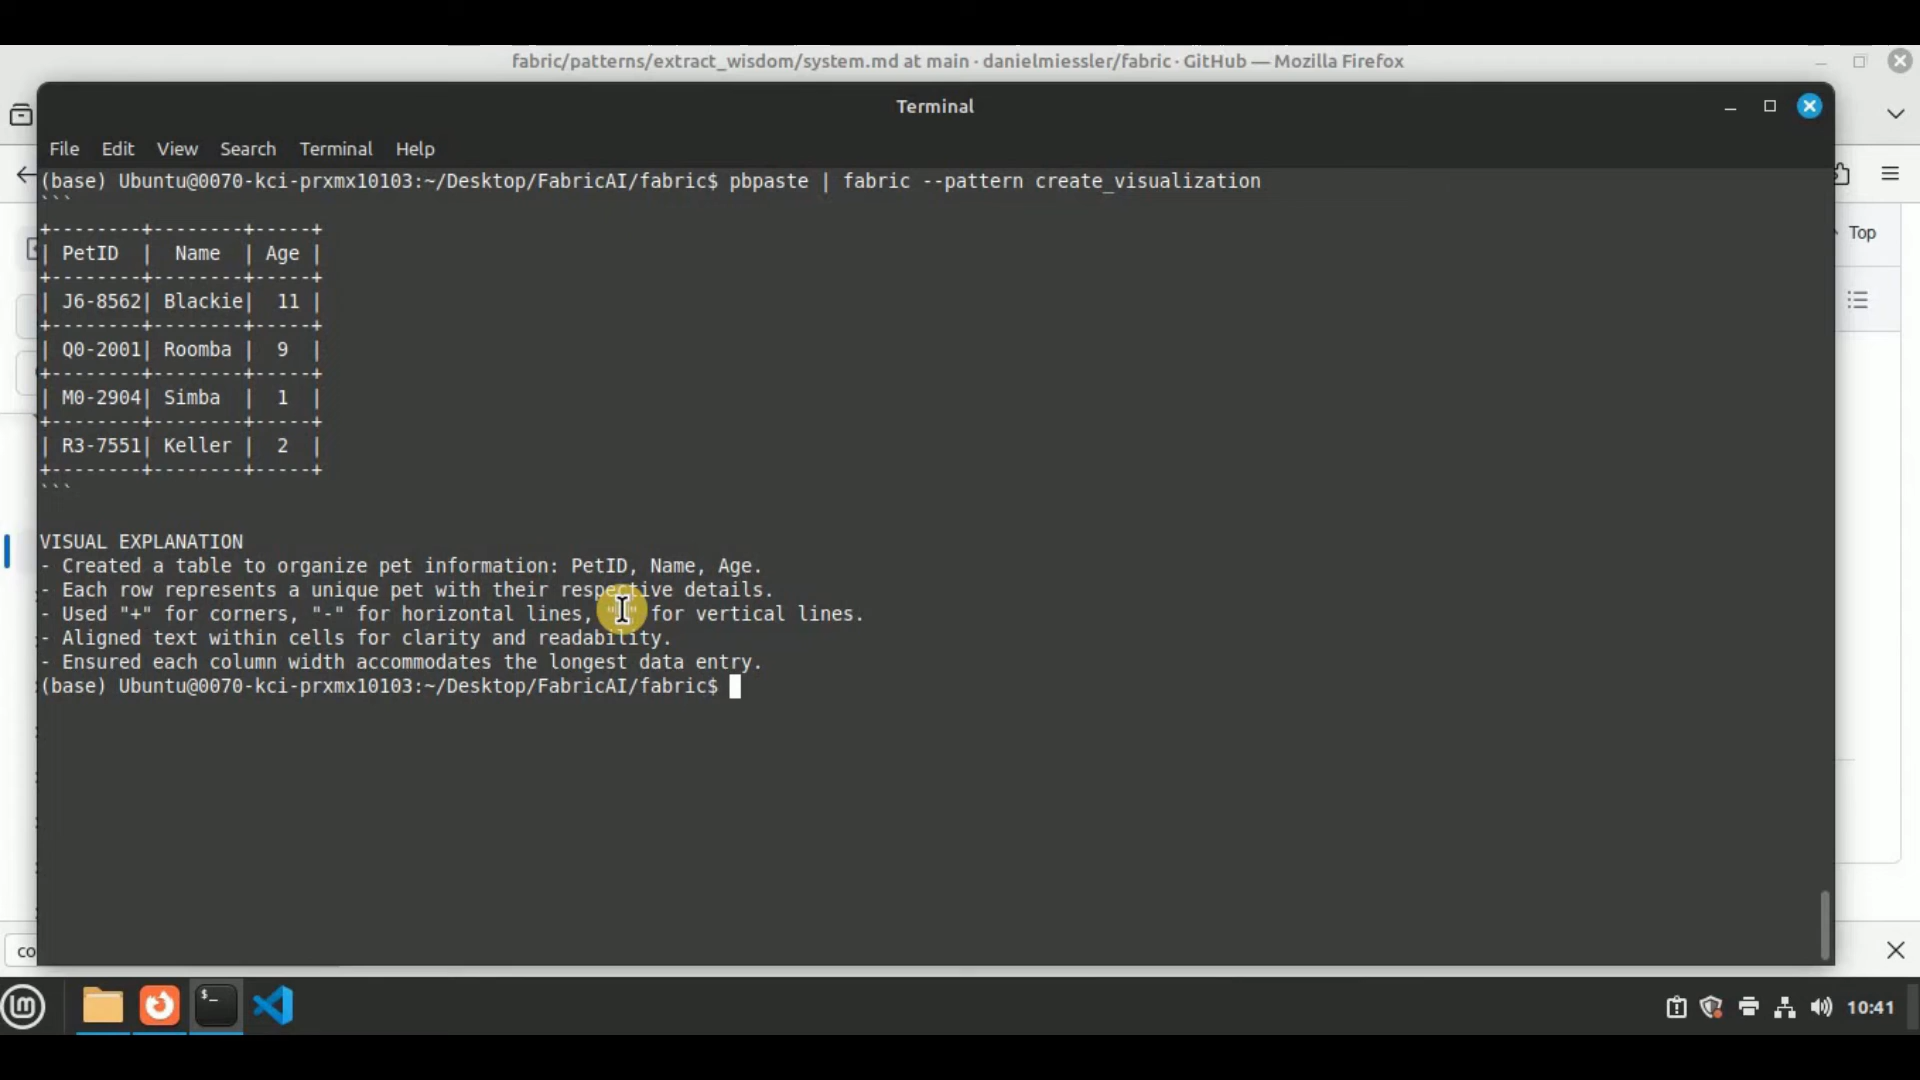 fabric/patterns/extract_wisdom/system.md at main · danielmiessler/fabric · GitHub — Mozilla Firefox
Terminal
File Edit View Search Terminal Help
(base) Ubuntu@0070-kci-prxmx10103:~/Desktop/FabricAI/fabric$ pbpaste | fabric --pattern create_visualization
```
+--------+--------+-----+
| PetID  |  Name  | Age |
+--------+--------+-----+
| J6-8562| Blackie|  11 |
+--------+--------+-----+
| Q0-2001| Roomba |  9  |
+--------+--------+-----+
| M0-2904| Simba  |  1  |
+--------+--------+-----+
| R3-7551| Keller |  2  |
+--------+--------+-----+
```
Top
VISUAL EXPLANATION
- Created a table to organize pet information: PetID, Name, Age.
- Each row represents a unique pet with their respective details.
- Used "+" for corners, "-" for horizontal lines, "|" for vertical lines.
- Aligned text within cells for clarity and readability.
- Ensured each column width accommodates the longest data entry.
(base) Ubuntu@0070-kci-prxmx10103:~/Desktop/FabricAI/fabric$
co
10:41